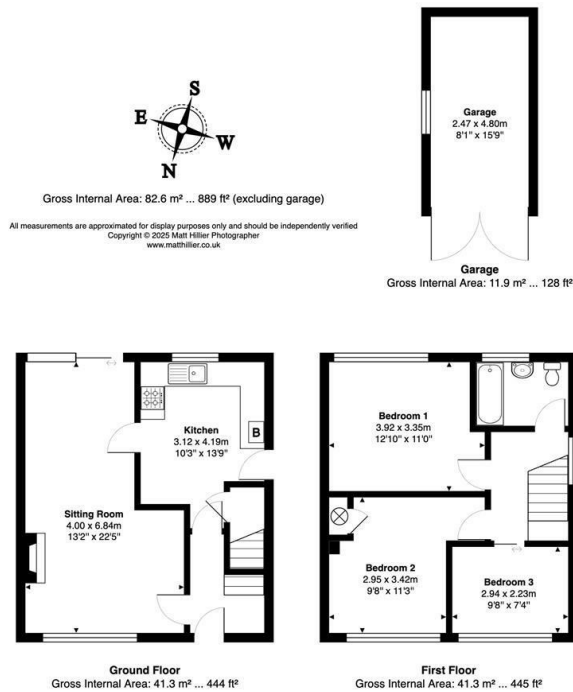 S
E
W
N
Gross Internal Area: 82.6 m² ... 889 ft² (excluding garage)
All measurements are approximated for display purposes only and should be independently verified
Copyright © 2025 Matt Hillier Photographer
www.matthillier.co.uk
Garage
2.47 x 4.80m
8'1" x 15'9"
Garage
Gross Internal Area: 11.9 m² ... 128 ft²
Kitchen
3.12 x 4.19m
10'3" x 13'9"
B
Sitting Room
4.00 x 6.84m
13'2" x 22'5"
Ground Floor
Gross Internal Area: 41.3 m² ... 444 ft²
Bedroom 1
3.92 x 3.35m
12'10" x 11'0"
Bedroom 2
2.95 x 3.42m
9'8" x 11'3"
Bedroom 3
2.94 x 2.23m
9'8" x 7'4"
First Floor
Gross Internal Area: 41.3 m² ... 445 ft²